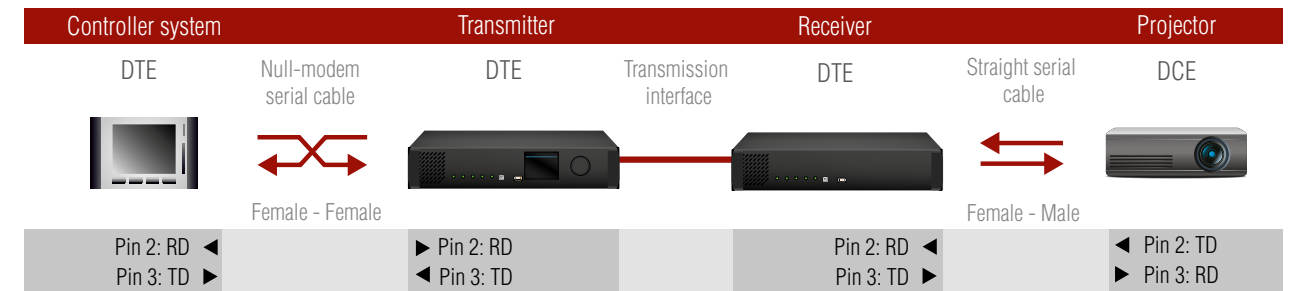 Controller system Transmitter Receiver Projector
DTE Null-modem DTE Transmission DTE Straight serial DCE
serial cable interface cable
Female - Female Female - Male
Pin 2: RD ◄ ► Pin 2: RD Pin 2: RD ◄ ◄ Pin 2: TD
Pin 3: TD ► ◄ Pin 3: TD Pin 3: TD ► ► Pin 3: RD